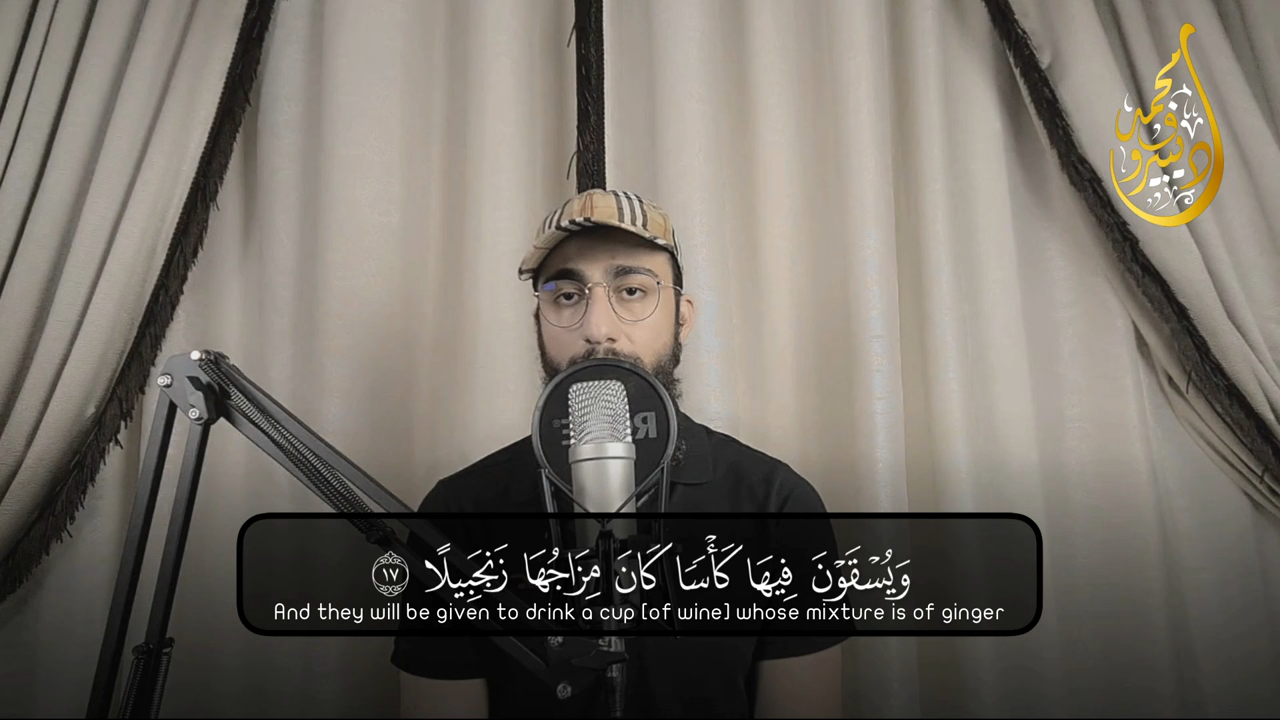 محمد
وَيُسْقَوْنَ فِيهَا كَأْسًا كَانَ مِزَاجُهَا زَنجَبِيلًا ١٧
And they will be given to drink a cup [of wine] whose mixture is of ginger